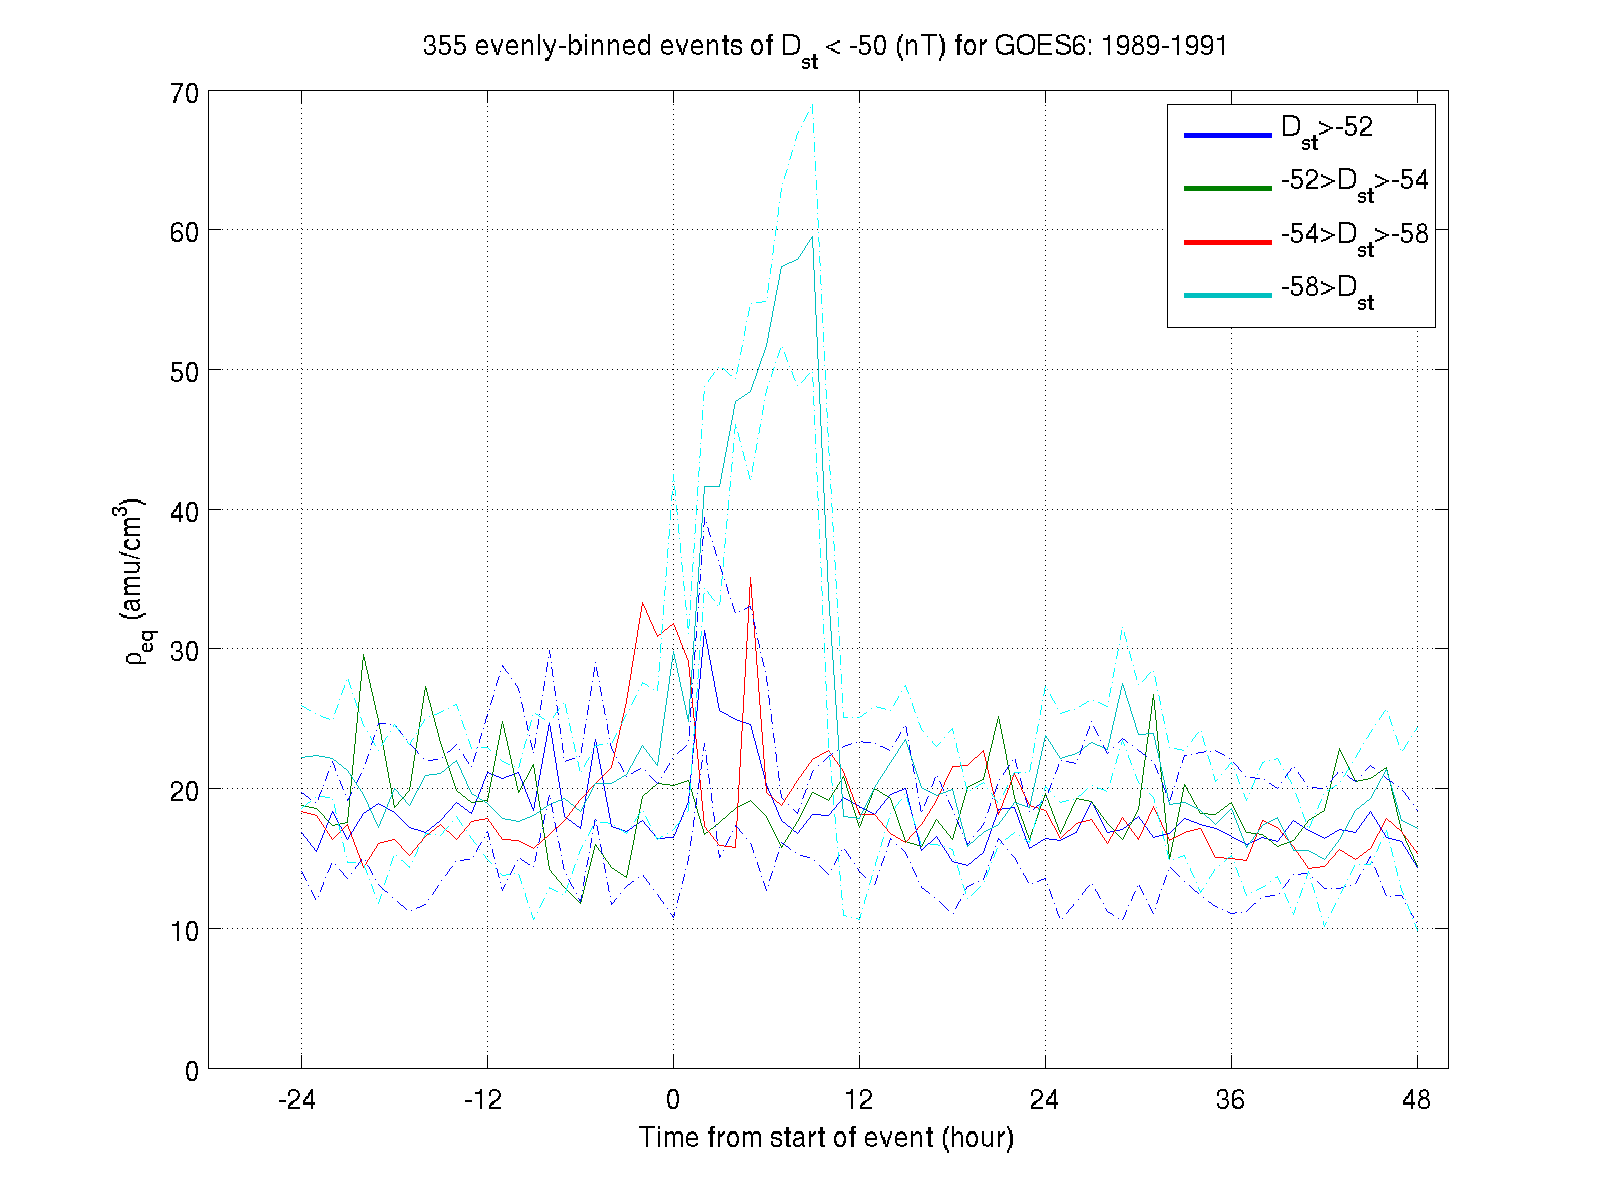 355 evenly-binned events of Dst < -50 (nT) for GOES6: 1989-1991
70
60
50
40
30
20
10
0
ρeq (amu/cm³)
Dst>-52
-52>Dst>-54
-54>Dst>-58
-58>Dst
-24 -12 0 12 24 36 48
Time from start of event (hour)